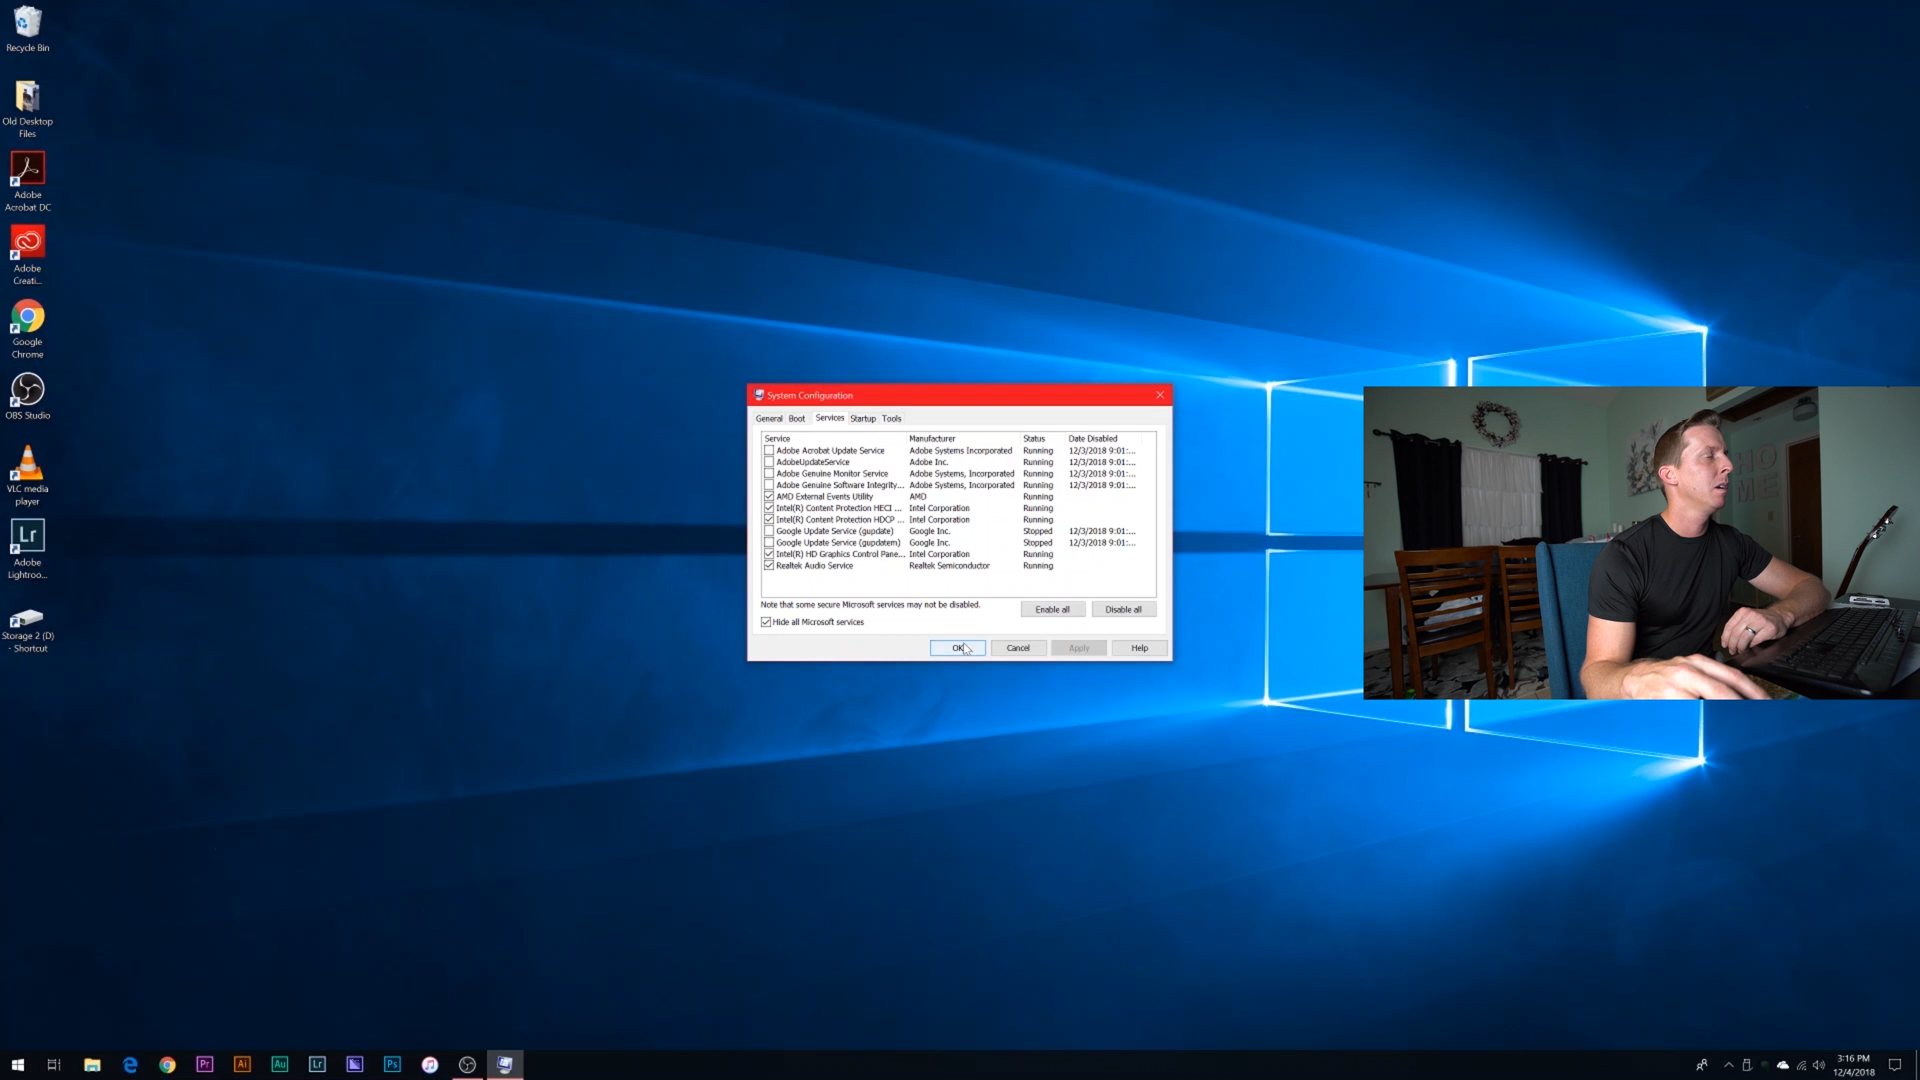 Recycle Bin
Old Desktop
Files
Adobe
Acrobat DC
Adobe
Creati...
Google
Chrome
OBS Studio
VLC media
player
Lr
Adobe
Lightroo...
Storage 2 (D)
- Shortcut
System Configuration
General Boot Services Startup Tools
Service Manufacturer Status Date Disabled
Adobe Acrobat Update Service Adobe Systems Incorporated Running 12/3/2018 9:01:...
AdobeUpdateService Adobe Inc. Running 12/3/2018 9:01:...
Adobe Genuine Monitor Service Adobe Systems, Incorporated Running 12/3/2018 9:01:...
Adobe Genuine Software Integrity... Adobe Systems, Incorporated Running 12/3/2018 9:01:...
AMD External Events Utility AMD Running
Intel(R) Content Protection HECI ... Intel Corporation Running
Intel(R) Content Protection HDCP ... Intel Corporation Running
Google Update Service (gupdate) Google Inc. Stopped 12/3/2018 9:01:...
Google Update Service (gupdatem) Google Inc. Stopped 12/3/2018 9:01:...
Intel(R) HD Graphics Control Pane... Intel Corporation Running
Realtek Audio Service Realtek Semiconductor Running
Note that some secure Microsoft services may not be disabled.
Enable all Disable all
Hide all Microsoft services
OK Cancel Apply Help
HO
ME
Pr Ai Au Lr Ps
3:16 PM
12/4/2018